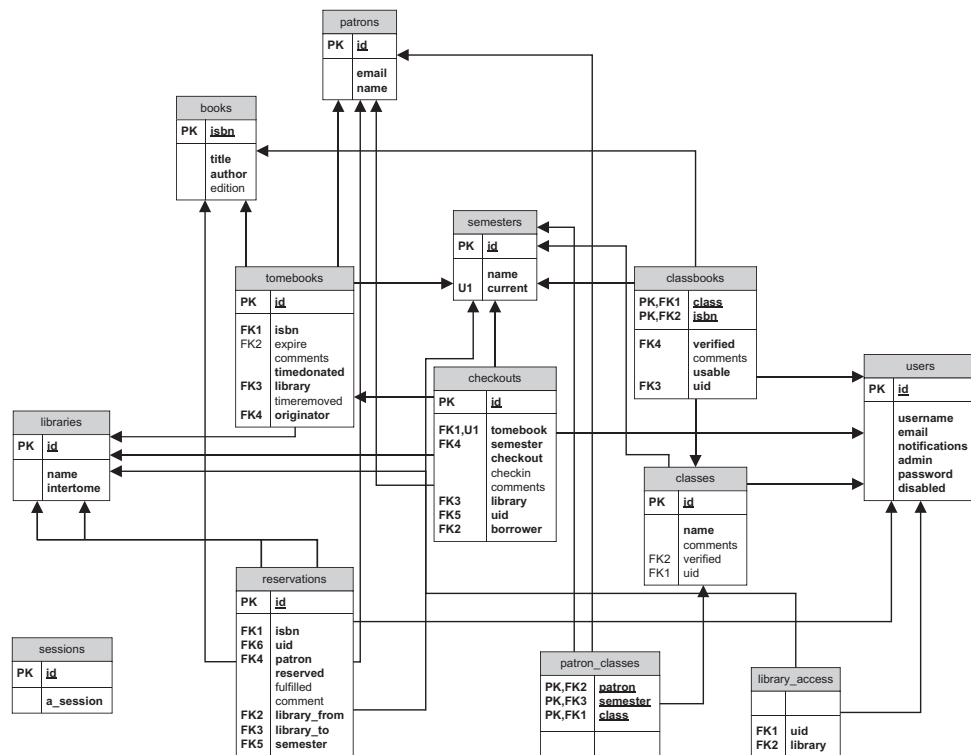 patrons
PK id
email
name
books
PK isbn
title
author
edition
semesters
PK id
name
U1 current
tomebooks
PK id
FK1 isbn
FK2 expire
comments
timedonated
FK3 library
timeremoved
FK4 originator
classbooks
PK,FK1 class
PK,FK2 isbn
FK4 verified
comments
usable
FK3 uid
users
PK id
username
email
notifications
admin
password
disabled
checkouts
PK id
FK1,U1 tomebook
FK4 semester
checkout
checkin
comments
FK3 library
FK5 uid
FK2 borrower
libraries
PK id
name
intertome
classes
PK id
name
comments
FK2 verified
FK1 uid
reservations
PK id
FK1 isbn
FK6 uid
FK4 patron
reserved
fulfilled
comment
FK2 library_from
FK3 library_to
FK5 semester
sessions
PK id
a_session
patron_classes
PK,FK2 patron
PK,FK3 semester
PK,FK1 class
library_access
FK1 uid
FK2 library